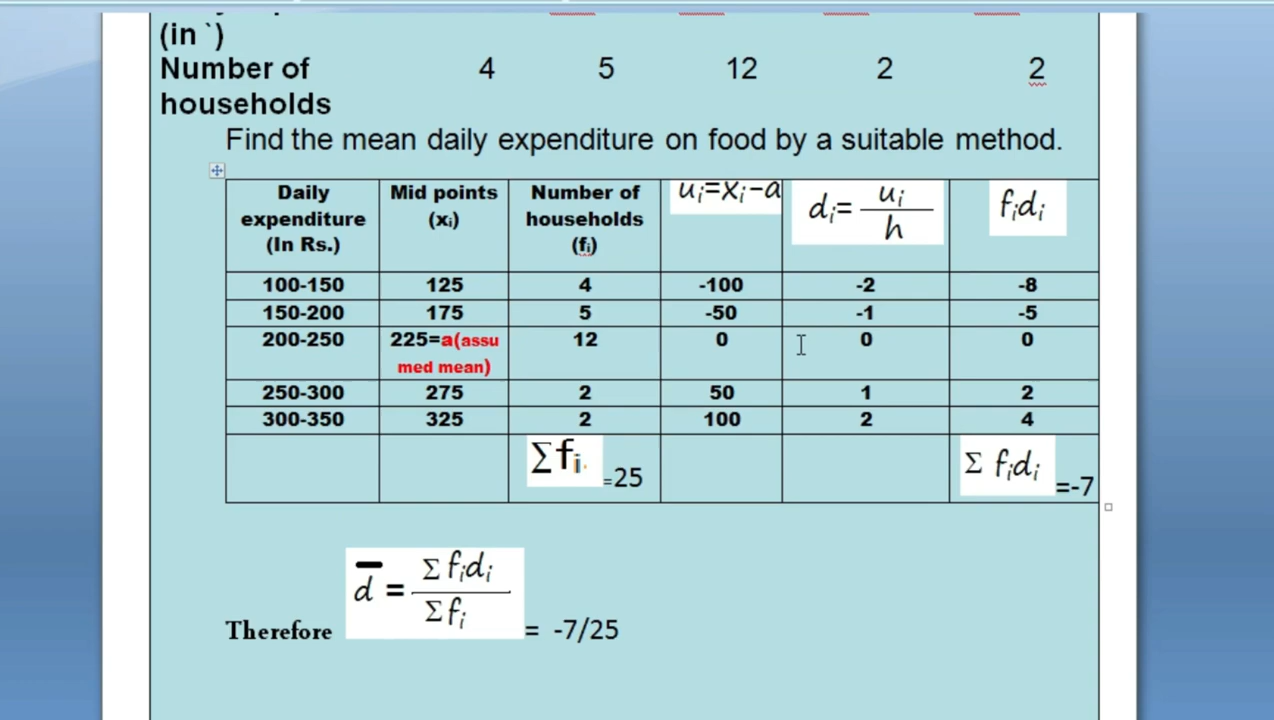 (in `)
Number of 4 5 12 2 2
households
Find the mean daily expenditure on food by a suitable method.
Daily expenditure (In Rs.) Mid points (xᵢ) Number of households (fᵢ) uᵢ=xᵢ-a dᵢ= uᵢ/h fᵢdᵢ
100-150 125 4 -100 -2 -8
150-200 175 5 -50 -1 -5
200-250 225=a(assu med mean) 12 0 0 0
250-300 275 2 50 1 2
300-350 325 2 100 2 4
Σfᵢ =25 Σ fᵢdᵢ =-7
Therefore d̄ = Σ fᵢdᵢ / Σ fᵢ = -7/25